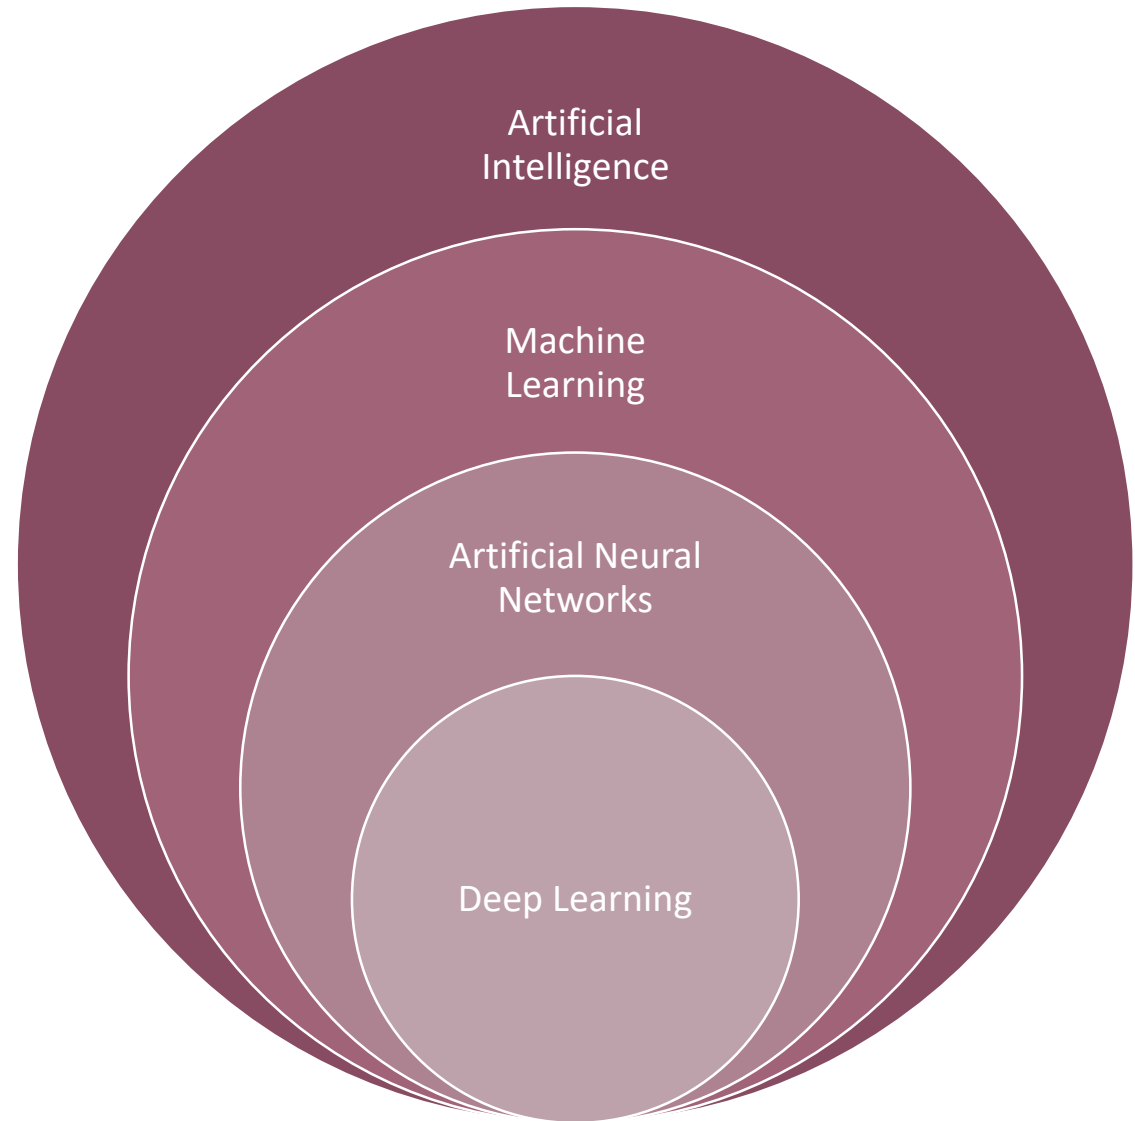 Artificial
Intelligence
Machine
Learning
Artificial Neural
Networks
Deep Learning